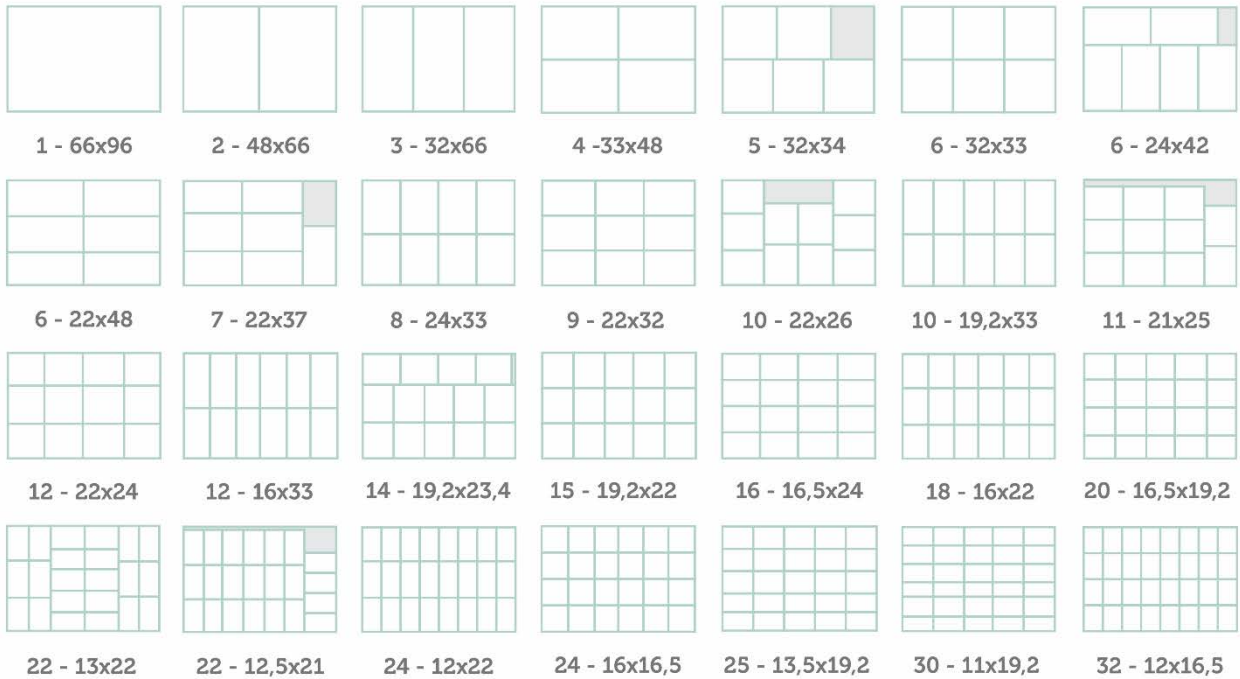 1 - 66x96
2 - 48x66
3 - 32x66
4 -33x48
5 - 32x34
6 - 32x33
6 - 24x42
6 - 22x48
7 - 22x37
8 - 24x33
9 - 22x32
10 - 22x26
10 - 19,2x33
11 - 21x25
12 - 22x24
12 - 16x33
14 - 19,2x23,4
15 - 19,2x22
16 - 16,5x24
18 - 16x22
20 - 16,5x19,2
22 - 13x22
22 - 12,5x21
24 - 12x22
24 - 16x16,5
25 - 13,5x19,2
30 - 11x19,2
32 - 12x16,5